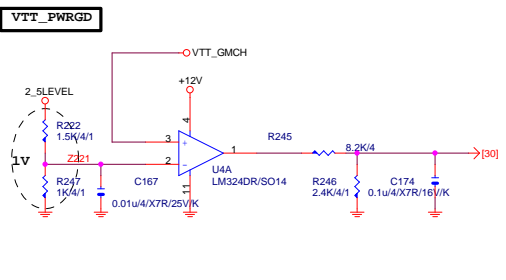 VTT_PWRGD
VTT_GMCH
+12V
2_5LEVEL
4
R222
1.5K/4/1
R245
3
+
8.2K/4
1
[30]
1V
Z221
2
-
U4A
LM324DR/SO14
R247
1K/4/1
C167
11
R246
2.4K/4/1
C174
0.1u/4/X7R/16V/K
0.01u/4/X7R/25V/K